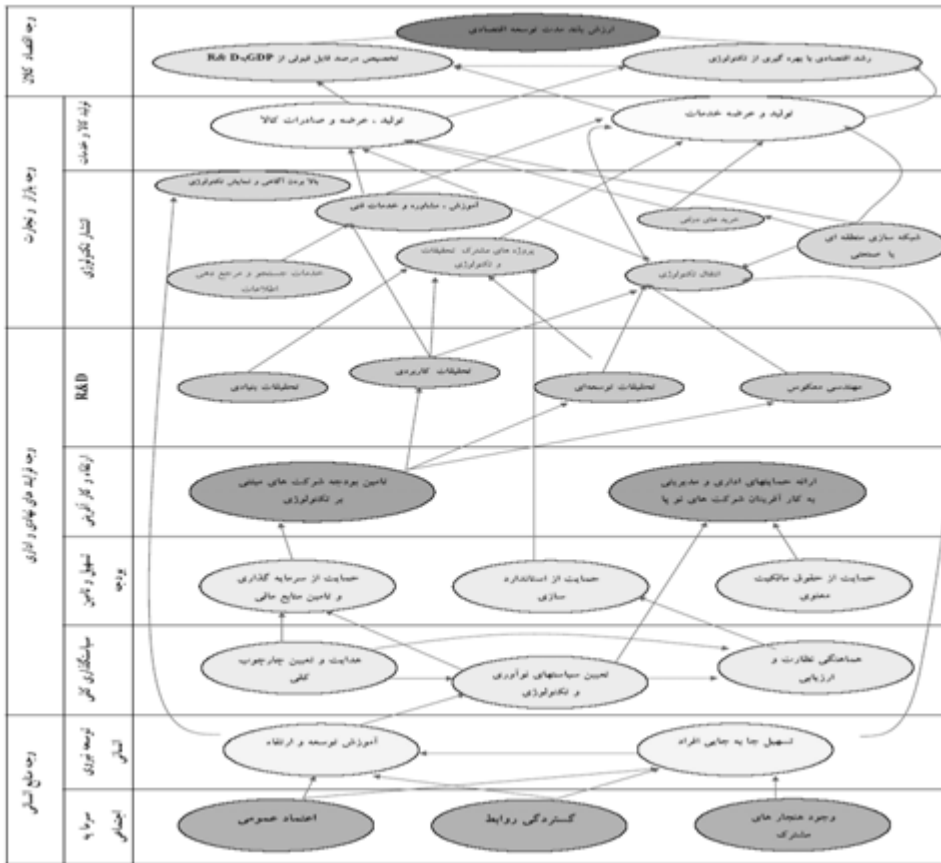 ارزش بلند مدت توسعه اقتصادی
رشد اقتصادی با بهره گیری از تکنولوژی
تخصیص درصد قابل قبولی از GDP به R&D
تولید و عرضه خدمات
تولید ، عرضه و صادرات کالا
بالا بردن آگاهی و نمایش تکنولوژی
آموزش ، مشاوره و خدمات فنی
خرید های دولتی
شبکه سازی منطقه ای
یا صنعتی
پروژه های مشترک تحقیقات
و تکنولوژی
انتقال تکنولوژی
خدمات جستجو و مرجع دهی
اطلاعات
مهندسی معکوس
تحقیقات توسعه‌ای
تحقیقات کاربردی
تحقیقات بنیادی
ارائه حمایتهای اداری و مدیریتی
به کار آفرینان شرکت های نو پا
تامین بودجه شرکت های مبتنی
بر تکنولوژی
حمایت از حقوق مالکیت
معنوی
حمایت از استاندارد
سازی
حمایت از سرمایه گذاری
و تامین منابع مالی
هماهنگی نظارت و
ارزیابی
تعیین سیاستهای نوآوری
و تکنولوژی
هدایت و تعیین چارچوب
کلی
تسهیل جا به جایی افراد
آموزش توسعه و ارتقاء
وجود هنجار های
مشترک
گستردگی روابط
اعتماد عمومی
وجه اقتصاد کلان
وجه بازار و تجارت
وجه فرایند های نهادی و اداری
وجه منابع انسانی
تولید کالا و خدمات
انتشار تکنولوژی
R&D
ارتقاء و کار آفرینی
تسهیل و تامین
بودجه
سیاستگذاری کلی
توسعه نیروی
انسانی
سرمایه
اجتماعی